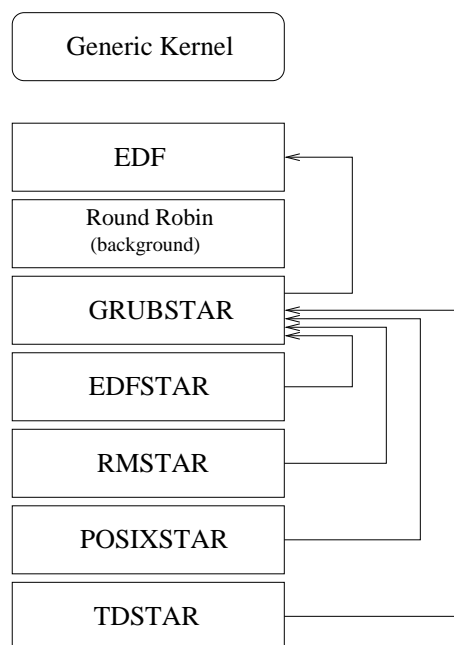 Generic Kernel
EDF
Round Robin
(background)
GRUBSTAR
EDFSTAR
RMSTAR
POSIXSTAR
TDSTAR